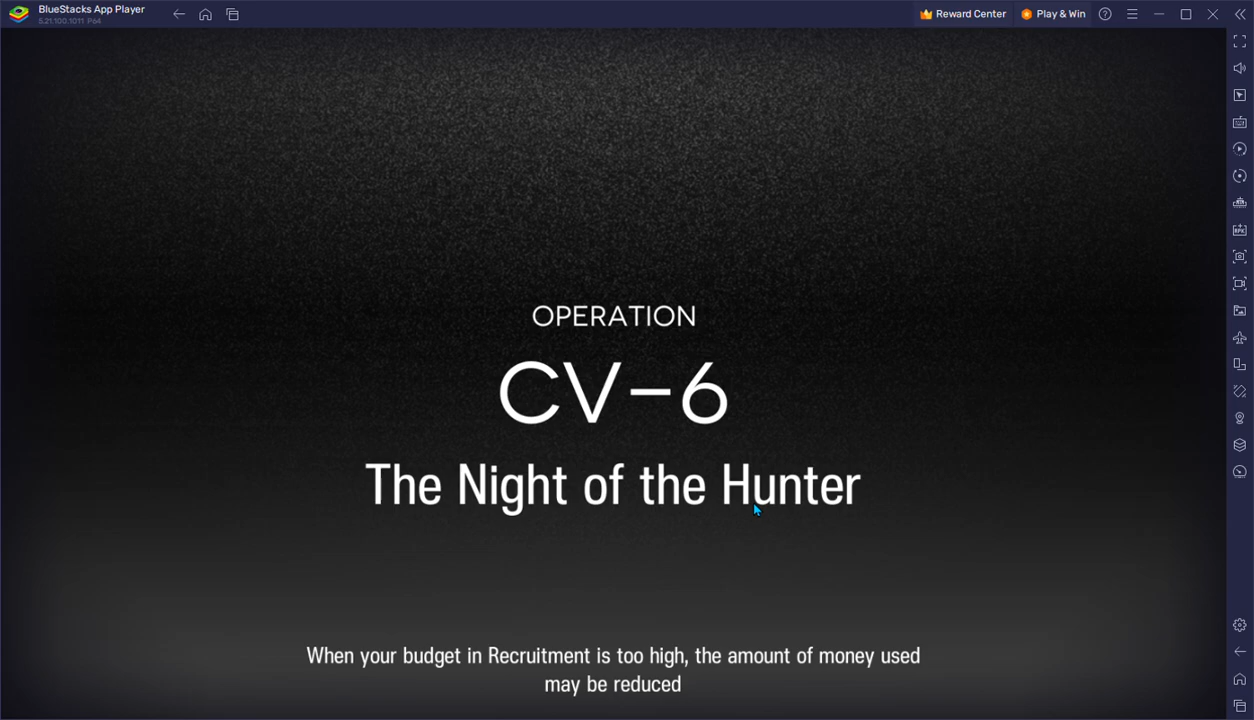 BlueStacks App Player
5.21.100.1011 P64
Reward Center
Play & Win
OPERATION
CV-6
The Night of the Hunter
When your budget in Recruitment is too high, the amount of money used
may be reduced